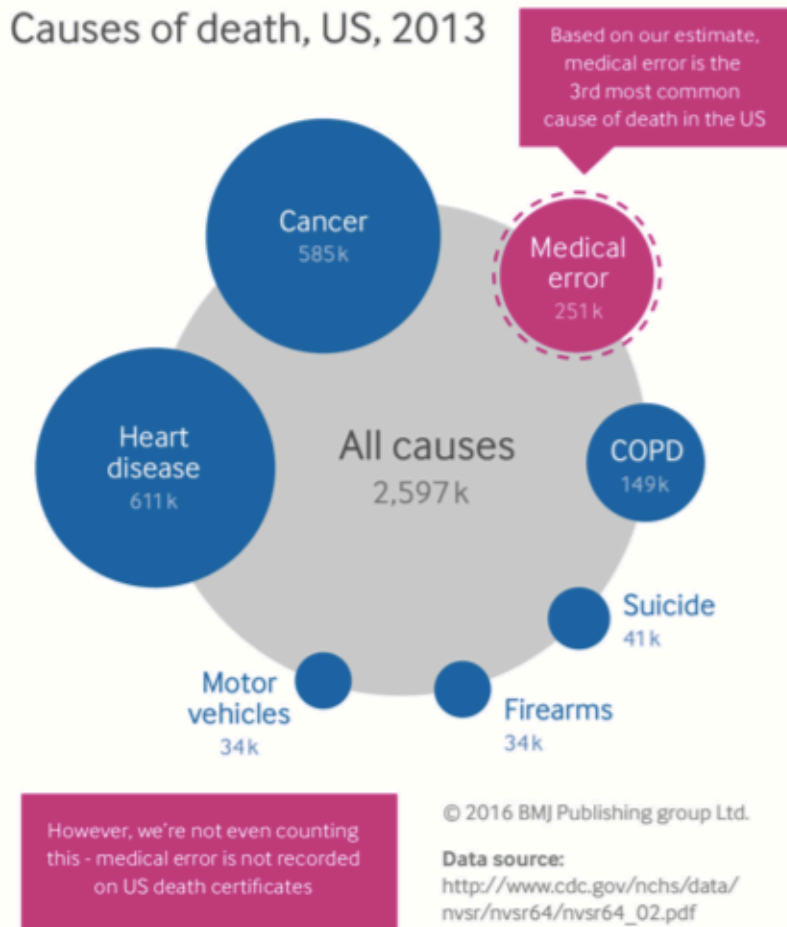 Causes of death, US, 2013
Based on our estimate,
medical error is the
3rd most common
cause of death in the US
Cancer
585k
Medical
error
251k
Heart
disease
611k
All causes
2,597k
COPD
149k
Suicide
41k
Motor
vehicles
34k
Firearms
34k
However, we're not even counting
this - medical error is not recorded
on US death certificates
© 2016 BMJ Publishing group Ltd.
Data source:
http://www.cdc.gov/nchs/data/
nvsr/nvsr64/nvsr64_02.pdf